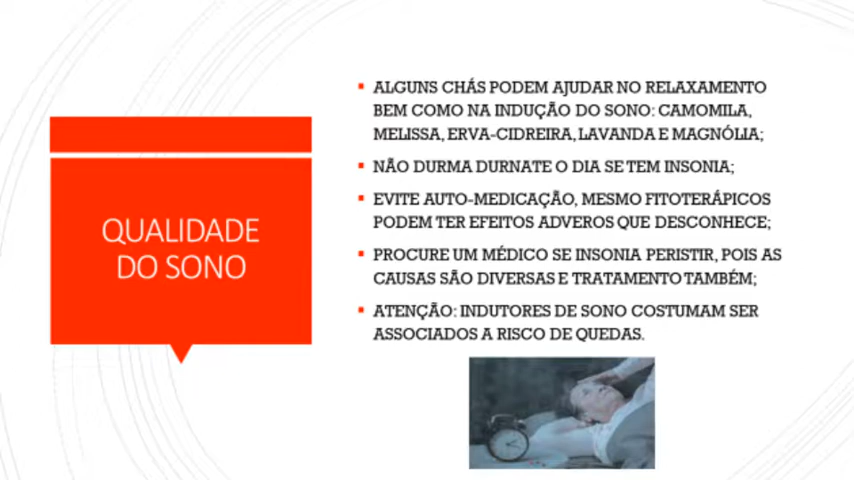 QUALIDADE
DO SONO
ALGUNS CHÁS PODEM AJUDAR NO RELAXAMENTO
BEM COMO NA INDUÇÃO DO SONO: CAMOMILA,
MELISSA, ERVA-CIDREIRA, LAVANDA E MAGNÓLIA;
NÃO DURMA DURNATE O DIA SE TEM INSONIA;
EVITE AUTO-MEDICAÇÃO, MESMO FITOTERÁPICOS
PODEM TER EFEITOS ADVEROS QUE DESCONHECE;
PROCURE UM MÉDICO SE INSONIA PERISTIR, POIS AS
CAUSAS SÃO DIVERSAS E TRATAMENTO TAMBÉM;
ATENÇÃO: INDUTORES DE SONO COSTUMAM SER
ASSOCIADOS A RISCO DE QUEDAS.